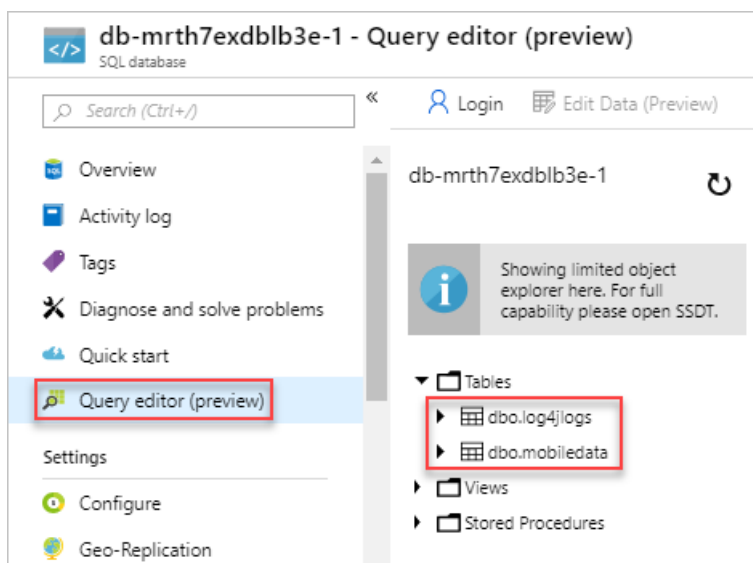 db-mrth7exdblb3e-1 - Query editor (preview)
SQL database
Search (Ctrl+/)
«
Overview
Activity log
Tags
Diagnose and solve problems
Quick start
Query editor (preview)
Settings
Configure
Geo-Replication
Login
Edit Data (Preview)
db-mrth7exdblb3e-1
Showing limited object
explorer here. For full
capability please open SSDT.
Tables
dbo.log4jlogs
dbo.mobiledata
Views
Stored Procedures